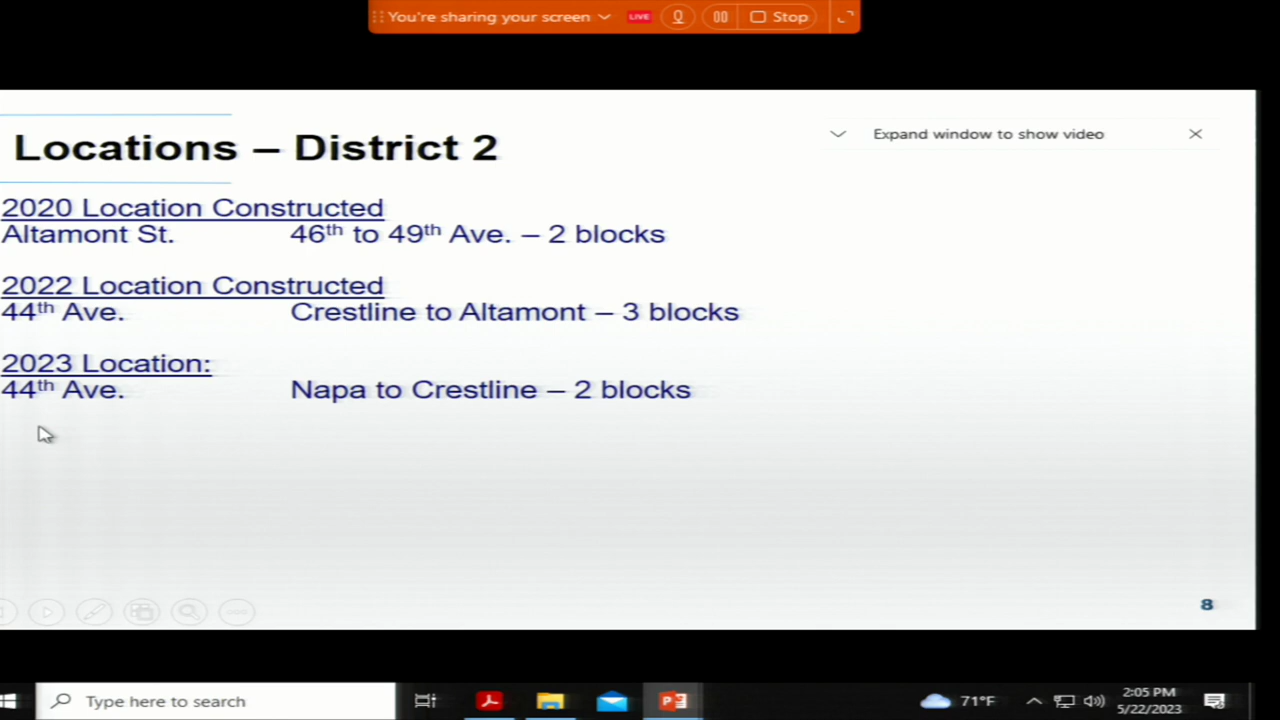 You're sharing your screen LIVE Stop
Expand window to show video
Locations – District 2
2020 Location Constructed
Altamont St. 46th to 49th Ave. – 2 blocks
2022 Location Constructed
44th Ave. Crestline to Altamont – 3 blocks
2023 Location:
44th Ave. Napa to Crestline – 2 blocks
8
Type here to search
71°F
2:05 PM
5/22/2023